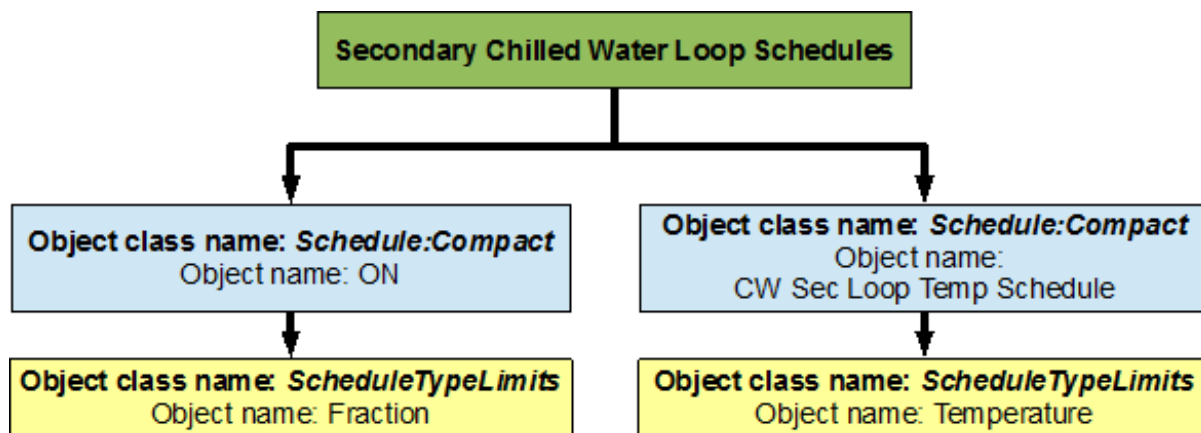 Secondary Chilled Water Loop Schedules
Object class name: Schedule:Compact
Object name: ON
Object class name: Schedule:Compact
Object name:
CW Sec Loop Temp Schedule
Object class name: ScheduleTypeLimits
Object name: Fraction
Object class name: ScheduleTypeLimits
Object name: Temperature